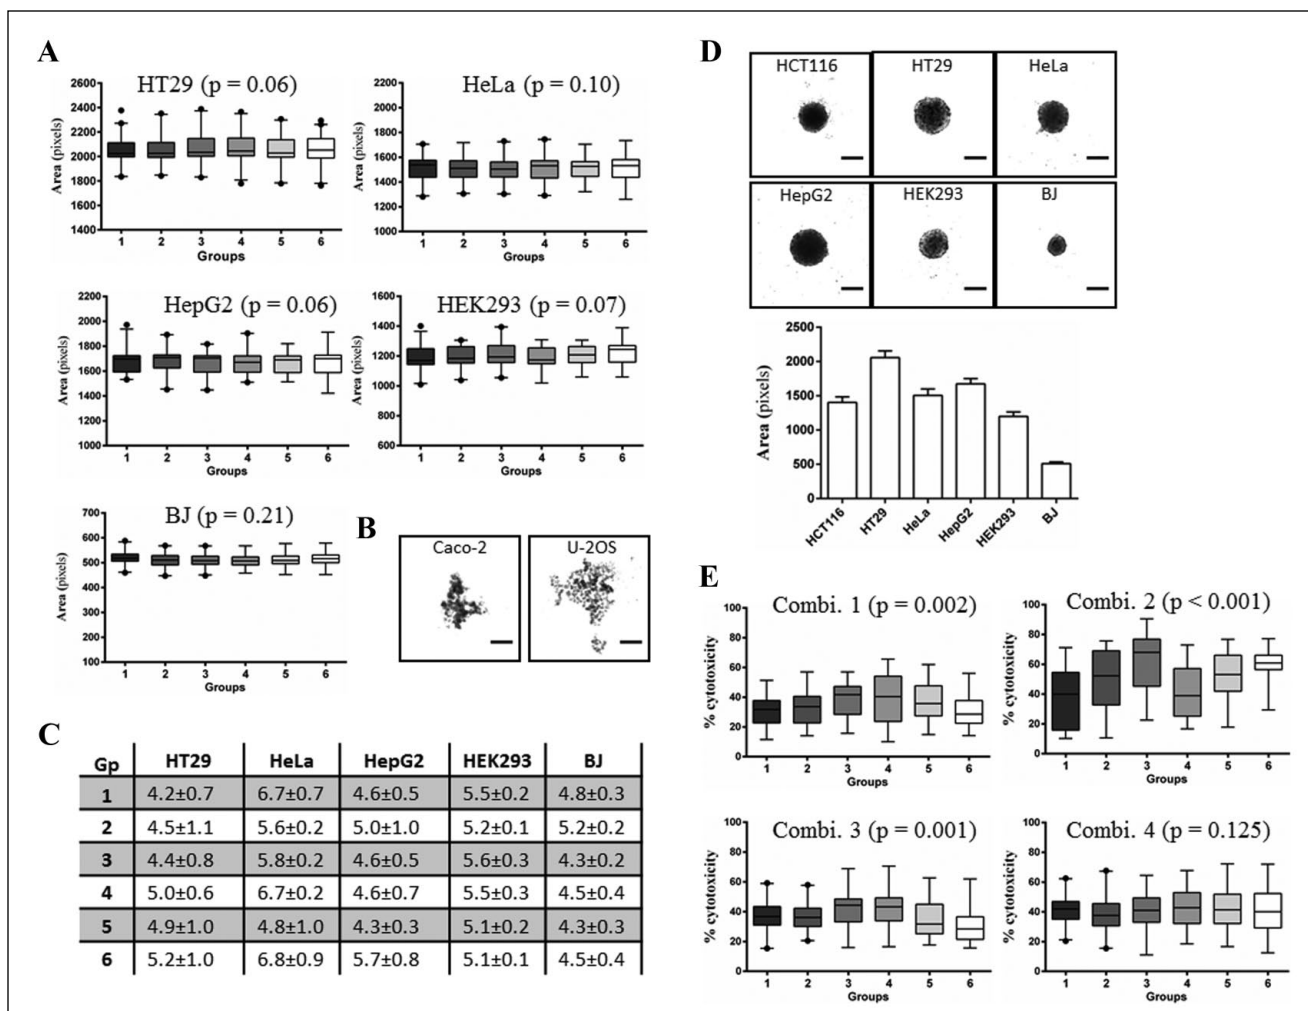 A
HT29 (p = 0.06)
Area (pixels)
2600
2400
2200
2000
1800
1600
1400
1 2 3 4 5 6
Groups
HeLa (p = 0.10)
Area (pixels)
2200
2000
1800
1600
1400
1200
1000
1 2 3 4 5 6
Groups
HepG2 (p = 0.06)
Area (pixels)
2200
2000
1800
1600
1400
1200
1000
1 2 3 4 5 6
Groups
HEK293 (p = 0.07)
Area (pixels)
1600
1400
1200
1000
800
600
1 2 3 4 5 6
Groups
BJ (p = 0.21)
Area (pixels)
700
600
500
400
300
200
100
1 2 3 4 5 6
Groups
B
Caco-2
U-2OS
C
Gp HT29 HeLa HepG2 HEK293 BJ
1 4.2±0.7 6.7±0.7 4.6±0.5 5.5±0.2 4.8±0.3
2 4.5±1.1 5.6±0.2 5.0±1.0 5.2±0.1 5.2±0.2
3 4.4±0.8 5.8±0.2 4.6±0.5 5.6±0.3 4.3±0.2
4 5.0±0.6 6.7±0.2 4.6±0.7 5.5±0.3 4.5±0.4
5 4.9±1.0 4.8±1.0 4.3±0.3 5.1±0.2 4.3±0.3
6 5.2±1.0 6.8±0.9 5.7±0.8 5.1±0.1 4.5±0.4
D
HCT116 HT29 HeLa
HepG2 HEK293 BJ
Area (pixels)
2500
2000
1500
1000
500
0
HCT116 HT29 HeLa HepG2 HEK293 BJ
E
Combi. 1 (p = 0.002)
% cytotoxicity
100
80
60
40
20
0
1 2 3 4 5 6
Groups
Combi. 2 (p < 0.001)
% cytotoxicity
100
80
60
40
20
0
1 2 3 4 5 6
Groups
Combi. 3 (p = 0.001)
% cytotoxicity
100
80
60
40
20
0
1 2 3 4 5 6
Groups
Combi. 4 (p = 0.125)
% cytotoxicity
100
80
60
40
20
0
1 2 3 4 5 6
Groups